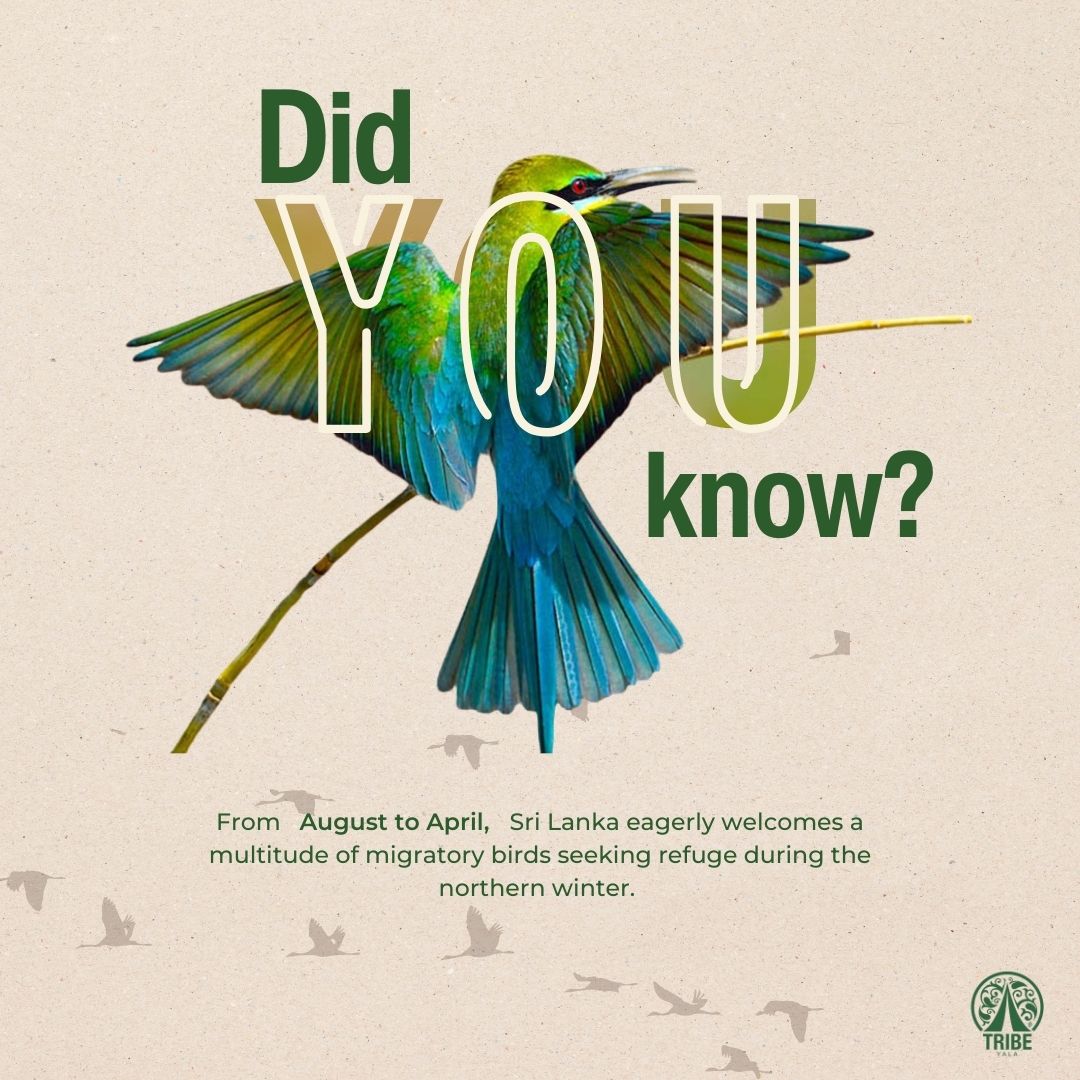 Did
YOU
know?
From August to April, Sri Lanka eagerly welcomes a
multitude of migratory birds seeking refuge during the
northern winter.
TRIBE
YALA